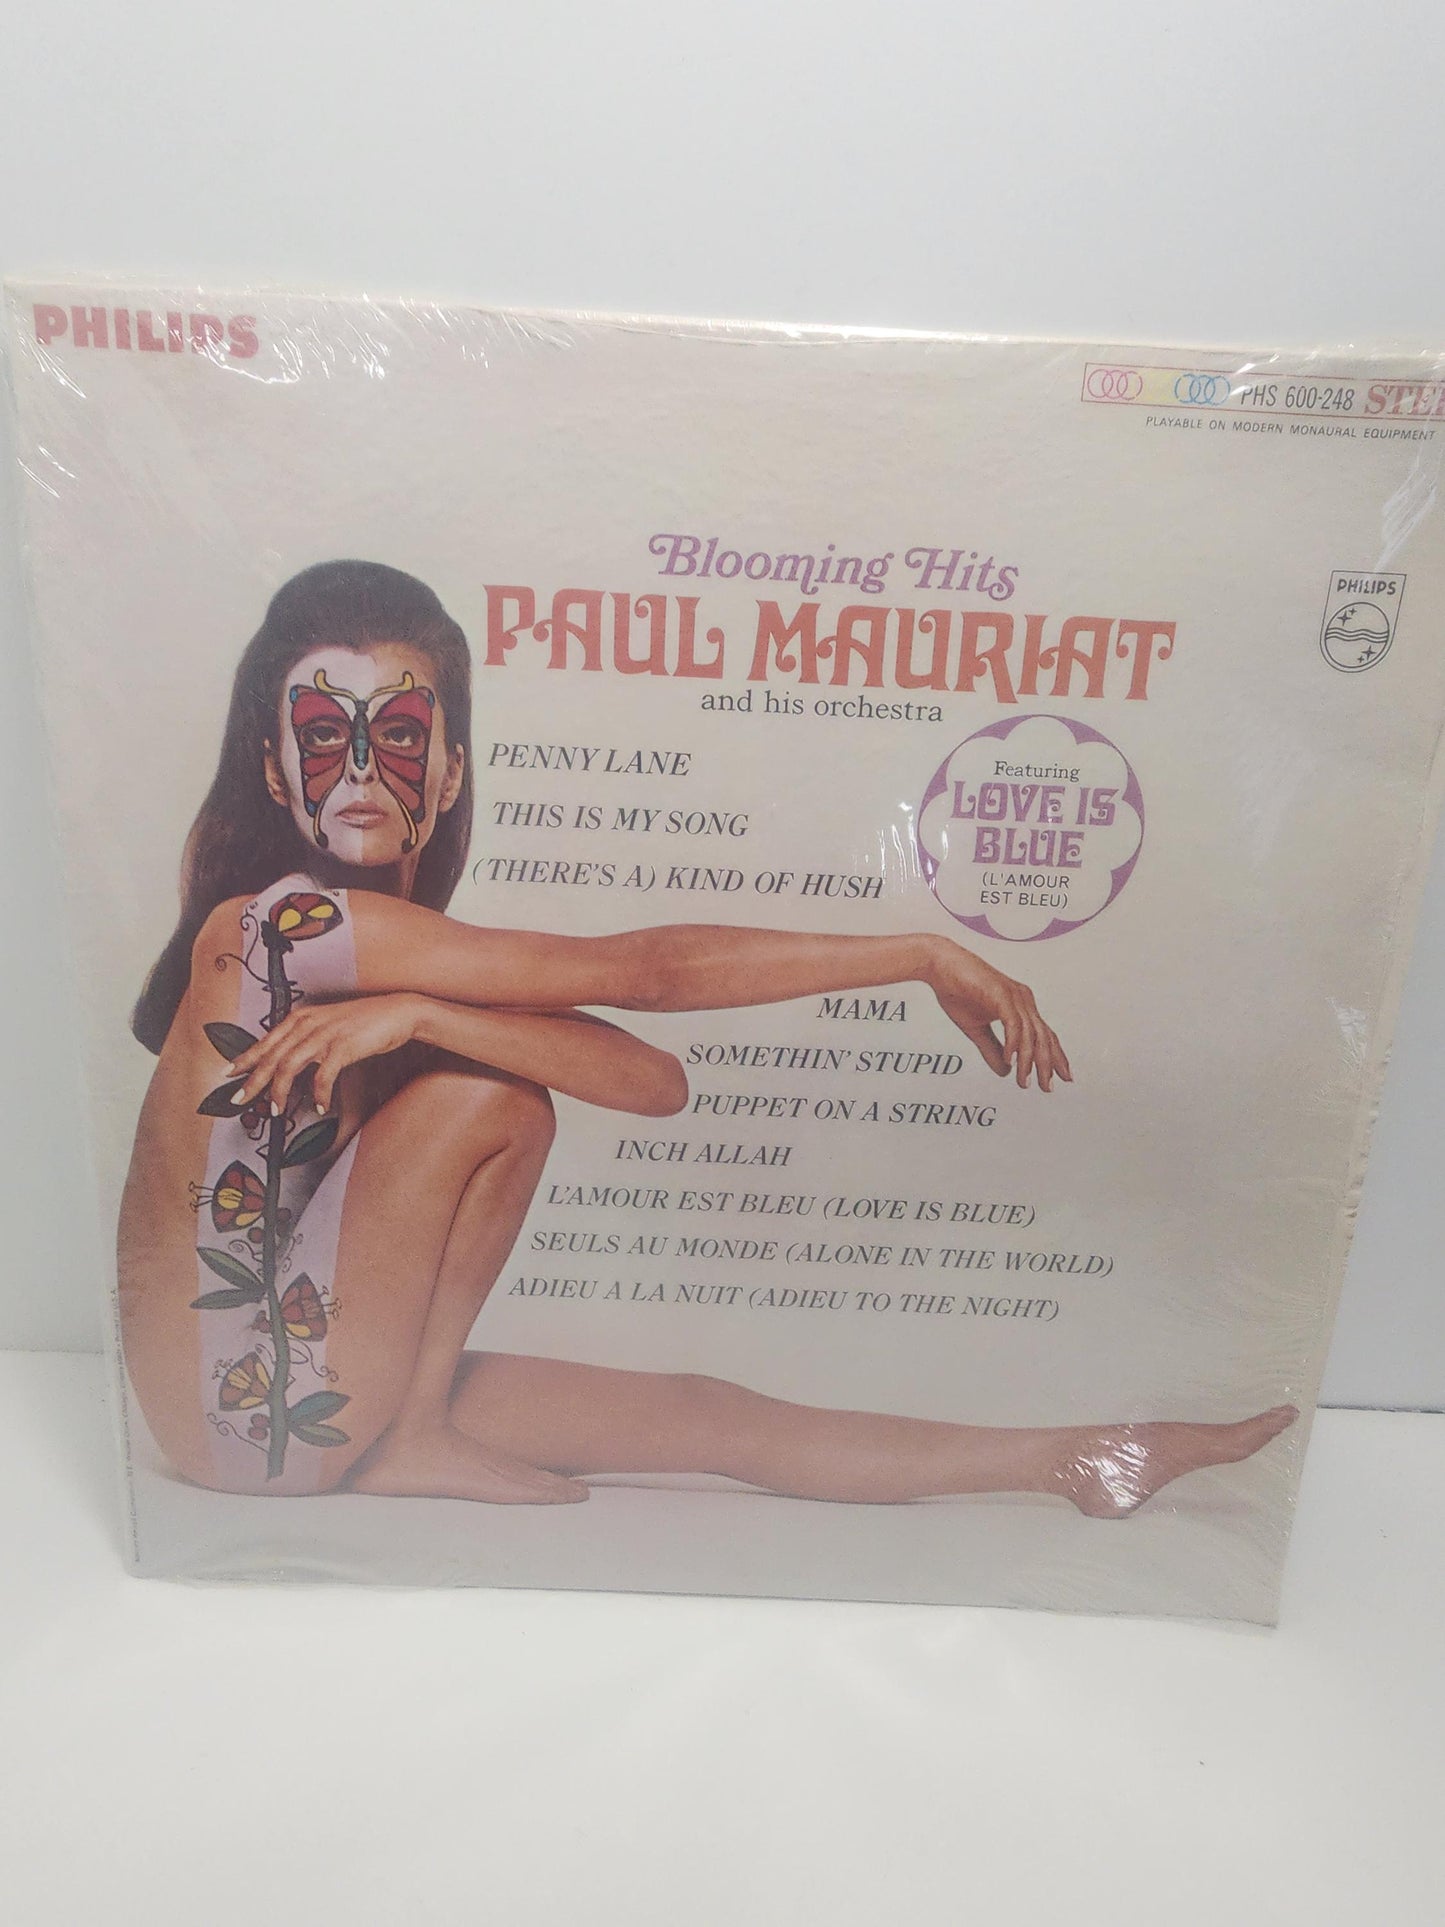 PHILIPS
PHS 600-248
PLAYABLE ON MODERN MONAURAL EQUIPMENT
Blooming Hits
PAUL MAURIAT
and his orchestra
PHILIPS
PENNY LANE
THIS IS MY SONG
(THERE'S A) KIND OF HUSH
Featuring
LOVE IS
BLUE
(L'AMOUR
EST BLEU)
MAMA
SOMETHIN' STUPID
PUPPET ON A STRING
INCH ALLAH
L'AMOUR EST BLEU (LOVE IS BLUE)
SEULS AU MONDE (ALONE IN THE WORLD)
ADIEU A LA NUIT (ADIEU TO THE NIGHT)